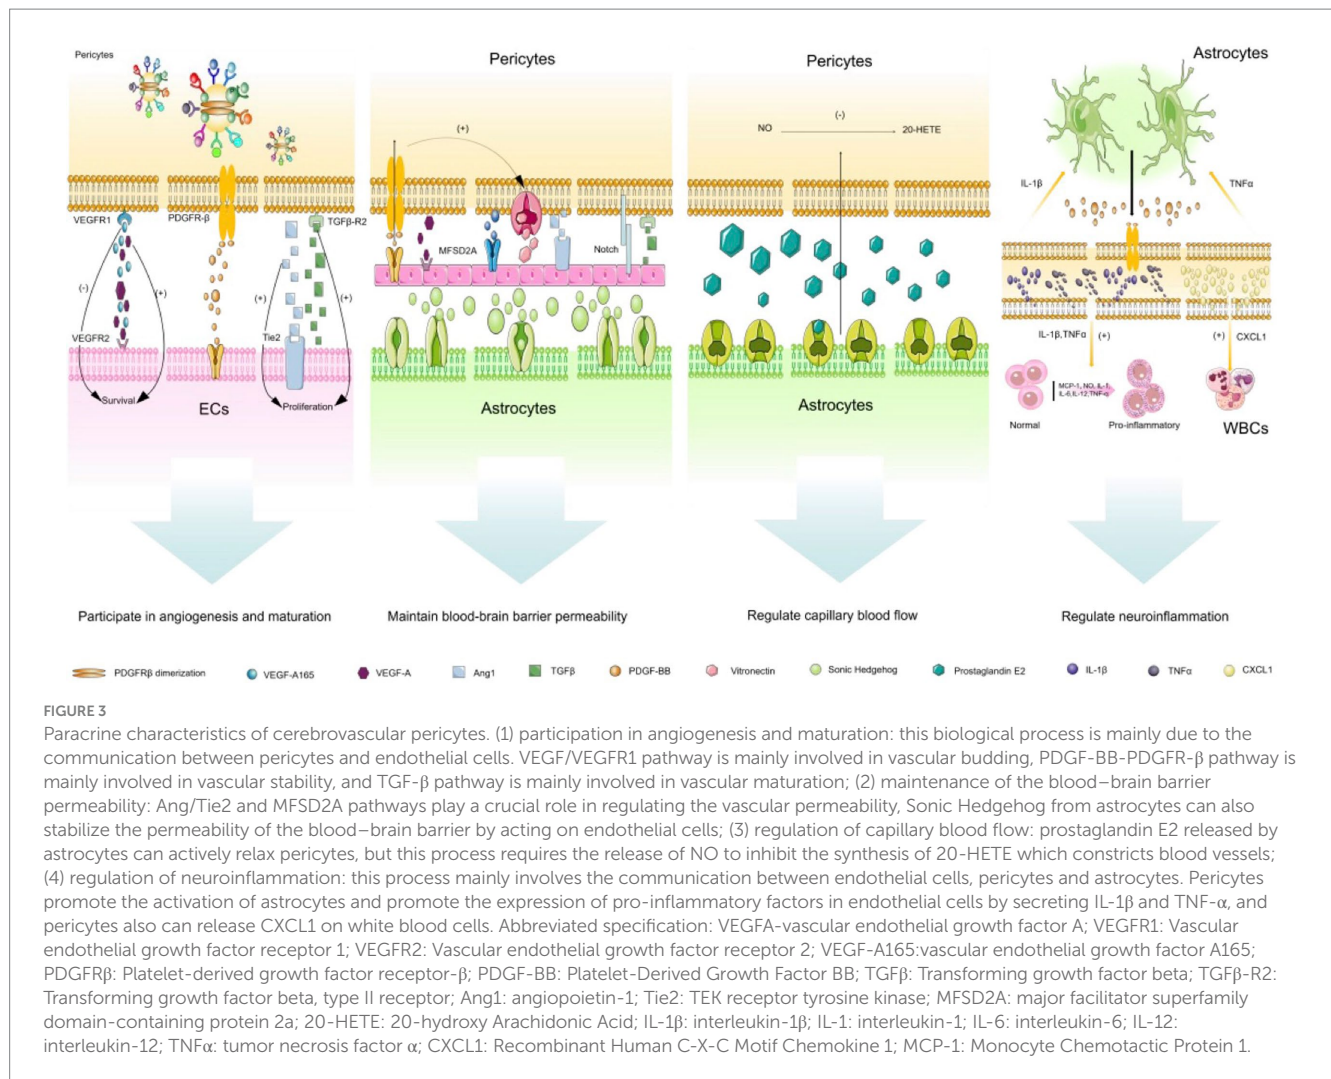 Pericytes
VEGFR1
PDGFR-β
TGFβ-R2
(-)
(+)
(+)
(+)
VEGFR2
Tie2
Survival
ECs
Proliferation
Participate in angiogenesis and maturation
Pericytes
(+)
MFSD2A
Notch
Astrocytes
Maintain blood-brain barrier permeability
Pericytes
(-)
NO
20-HETE
Astrocytes
Regulate capillary blood flow
Astrocytes
IL-1β
TNFα
IL-1β,TNFα
(+)
(+)
CXCL1
MCP-1, NO, IL-1,
IL-6,IL-12,TNF-α
Normal
Pro-inflammatory
WBCs
Regulate neuroinflammation
PDGFRβ dimerization
VEGF-A165
VEGF-A
Ang1
TGFβ
PDGF-BB
Vitronectin
Sonic Hedgehog
Prostaglandin E2
IL-1β
TNFα
CXCL1
FIGURE 3
Paracrine characteristics of cerebrovascular pericytes. (1) participation in angiogenesis and maturation: this biological process is mainly due to the
communication between pericytes and endothelial cells. VEGF/VEGFR1 pathway is mainly involved in vascular budding, PDGF-BB-PDGFR-β pathway is
mainly involved in vascular stability, and TGF-β pathway is mainly involved in vascular maturation; (2) maintenance of the blood–brain barrier
permeability: Ang/Tie2 and MFSD2A pathways play a crucial role in regulating the vascular permeability, Sonic Hedgehog from astrocytes can also
stabilize the permeability of the blood–brain barrier by acting on endothelial cells; (3) regulation of capillary blood flow: prostaglandin E2 released by
astrocytes can actively relax pericytes, but this process requires the release of NO to inhibit the synthesis of 20-HETE which constricts blood vessels;
(4) regulation of neuroinflammation: this process mainly involves the communication between endothelial cells, pericytes and astrocytes. Pericytes
promote the activation of astrocytes and promote the expression of pro-inflammatory factors in endothelial cells by secreting IL-1β and TNF-α, and
pericytes also can release CXCL1 on white blood cells. Abbreviated specification: VEGFA-vascular endothelial growth factor A; VEGFR1: Vascular
endothelial growth factor receptor 1; VEGFR2: Vascular endothelial growth factor receptor 2; VEGF-A165:vascular endothelial growth factor A165;
PDGFRβ: Platelet-derived growth factor receptor-β; PDGF-BB: Platelet-Derived Growth Factor BB; TGFβ: Transforming growth factor beta; TGFβ-R2:
Transforming growth factor beta, type II receptor; Ang1: angiopoietin-1; Tie2: TEK receptor tyrosine kinase; MFSD2A: major facilitator superfamily
domain-containing protein 2a; 20-HETE: 20-hydroxy Arachidonic Acid; IL-1β: interleukin-1β; IL-1: interleukin-1; IL-6: interleukin-6; IL-12:
interleukin-12; TNFα: tumor necrosis factor α; CXCL1: Recombinant Human C-X-C Motif Chemokine 1; MCP-1: Monocyte Chemotactic Protein 1.